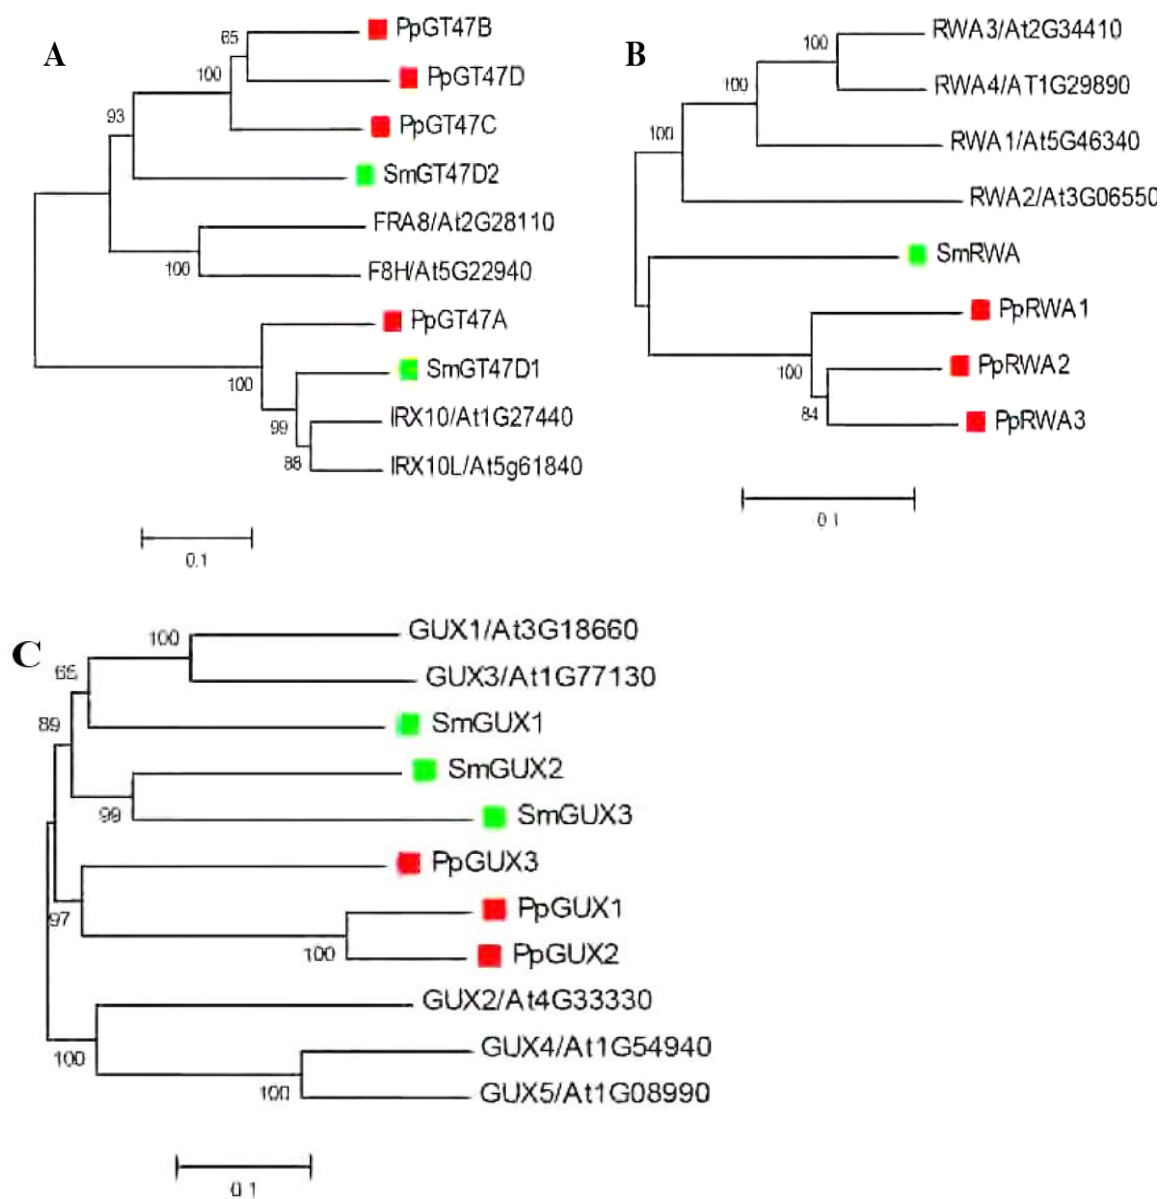 A
65
PpGT47B
PpGT47D
100
PpGT47C
93
SmGT47D2
FRA8/At2G28110
100
F8H/At5G22940
PpGT47A
100
SmGT47D1
99
IRX10/At1G27440
88
IRX10L/At5g61840
0.1
B
100
RWA3/At2G34410
100
RWA4/AT1G29890
100
RWA1/At5G46340
RWA2/At3G06550
SmRWA
PpRWA1
100
PpRWA2
84
PpRWA3
0.1
C
100
GUX1/At3G18660
65
GUX3/At1G77130
89
SmGUX1
SmGUX2
99
SmGUX3
PpGUX3
97
PpGUX1
100
PpGUX2
GUX2/At4G33330
100
GUX4/At1G54940
100
GUX5/At1G08990
0.1